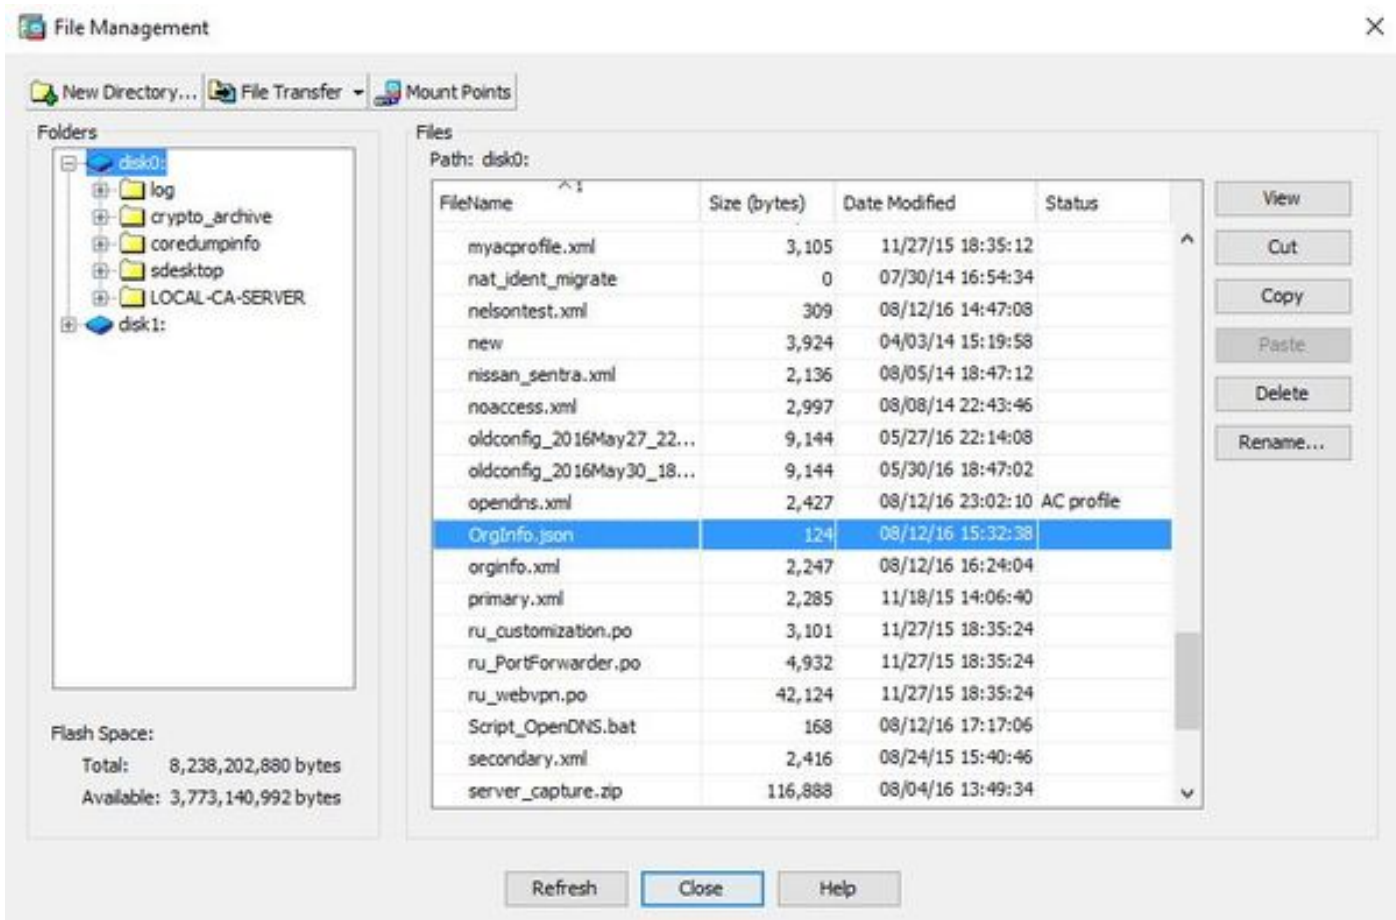 File Management
New Directory... File Transfer Mount Points
Folders
disk0:
log
crypto_archive
coredumpinfo
sdesktop
LOCAL-CA-SERVER
disk1:
Flash Space:
Total: 8,238,202,880 bytes
Available: 3,773,140,992 bytes
Files
Path: disk0:
FileName 1 Size (bytes) Date Modified Status
myacprofile.xml 3,105 11/27/15 18:35:12
nat_ident_migrate 0 07/30/14 16:54:34
nelsontest.xml 309 08/12/16 14:47:08
new 3,924 04/03/14 15:19:58
nissan_sentra.xml 2,136 08/05/14 18:47:12
noaccess.xml 2,997 08/08/14 22:43:46
oldconfig_2016May27_22... 9,144 05/27/16 22:14:08
oldconfig_2016May30_18... 9,144 05/30/16 18:47:02
opendns.xml 2,427 08/12/16 23:02:10 AC profile
OrgInfo.json 124 08/12/16 15:32:38
orginfo.xml 2,247 08/12/16 16:24:04
primary.xml 2,285 11/18/15 14:06:40
ru_customization.po 3,101 11/27/15 18:35:24
ru_PortForwarder.po 4,932 11/27/15 18:35:24
ru_webvpn.po 42,124 11/27/15 18:35:24
Script_OpenDNS.bat 168 08/12/16 17:17:06
secondary.xml 2,416 08/24/15 15:40:46
server_capture.zip 116,888 08/04/16 13:49:34
View
Cut
Copy
Paste
Delete
Rename...
Refresh Close Help